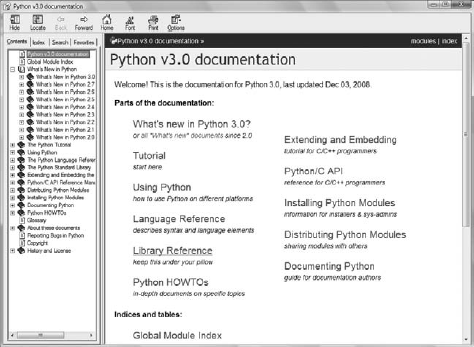 Python v3.0 documentation
Hide Locate Back Forward Home Font Print Options
Contents Index Search Favorites
Python v3.0 documentation
Global Module Index
What's New in Python
What's New in Python 3.0
What's New in Python 2.7
What's New in Python 2.6
What's New in Python 2.5
What's New in Python 2.4
What's New in Python 2.3
What's New in Python 2.2
What's New in Python 2.1
What's New in Python 2.0
The Python Tutorial
Using Python
The Python Language Referer
The Python Standard Library
Extending and Embedding the
Python/C API Reference Manu
Distributing Python Modules
Installing Python Modules
Documenting Python
Python HOWTOs
Glossary
About these documents
Reporting Bugs in Python
Copyright
History and License
Python v3.0 documentation »
modules | index
Python v3.0 documentation
Welcome! This is the documentation for Python 3.0, last updated Dec 03, 2008.
Parts of the documentation:
What's new in Python 3.0?
or all "What's new" documents since 2.0
Tutorial
start here
Using Python
how to use Python on different platforms
Language Reference
describes syntax and language elements
Library Reference
keep this under your pillow
Python HOWTOs
in-depth documents on specific topics
Extending and Embedding
tutorial for C/C++ programmers
Python/C API
reference for C/C++ programmers
Installing Python Modules
information for installers & sys-admins
Distributing Python Modules
sharing modules with others
Documenting Python
guide for documentation authors
Indices and tables:
Global Module Index